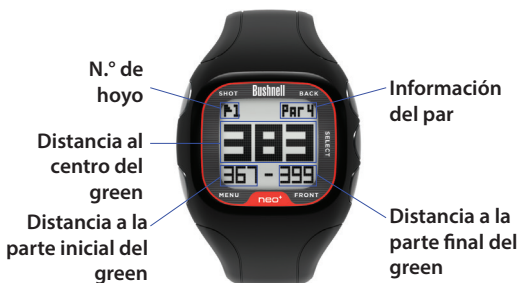 N.° de
hoyo
Distancia al
centro del
green
Distancia a la
parte inicial del
green
SHOT
Bushnell
BACK
1
Par 4
383
SELECT
367 - 399
MENU
neo+
FRONT
Información
del par
Distancia a la
parte final del
green